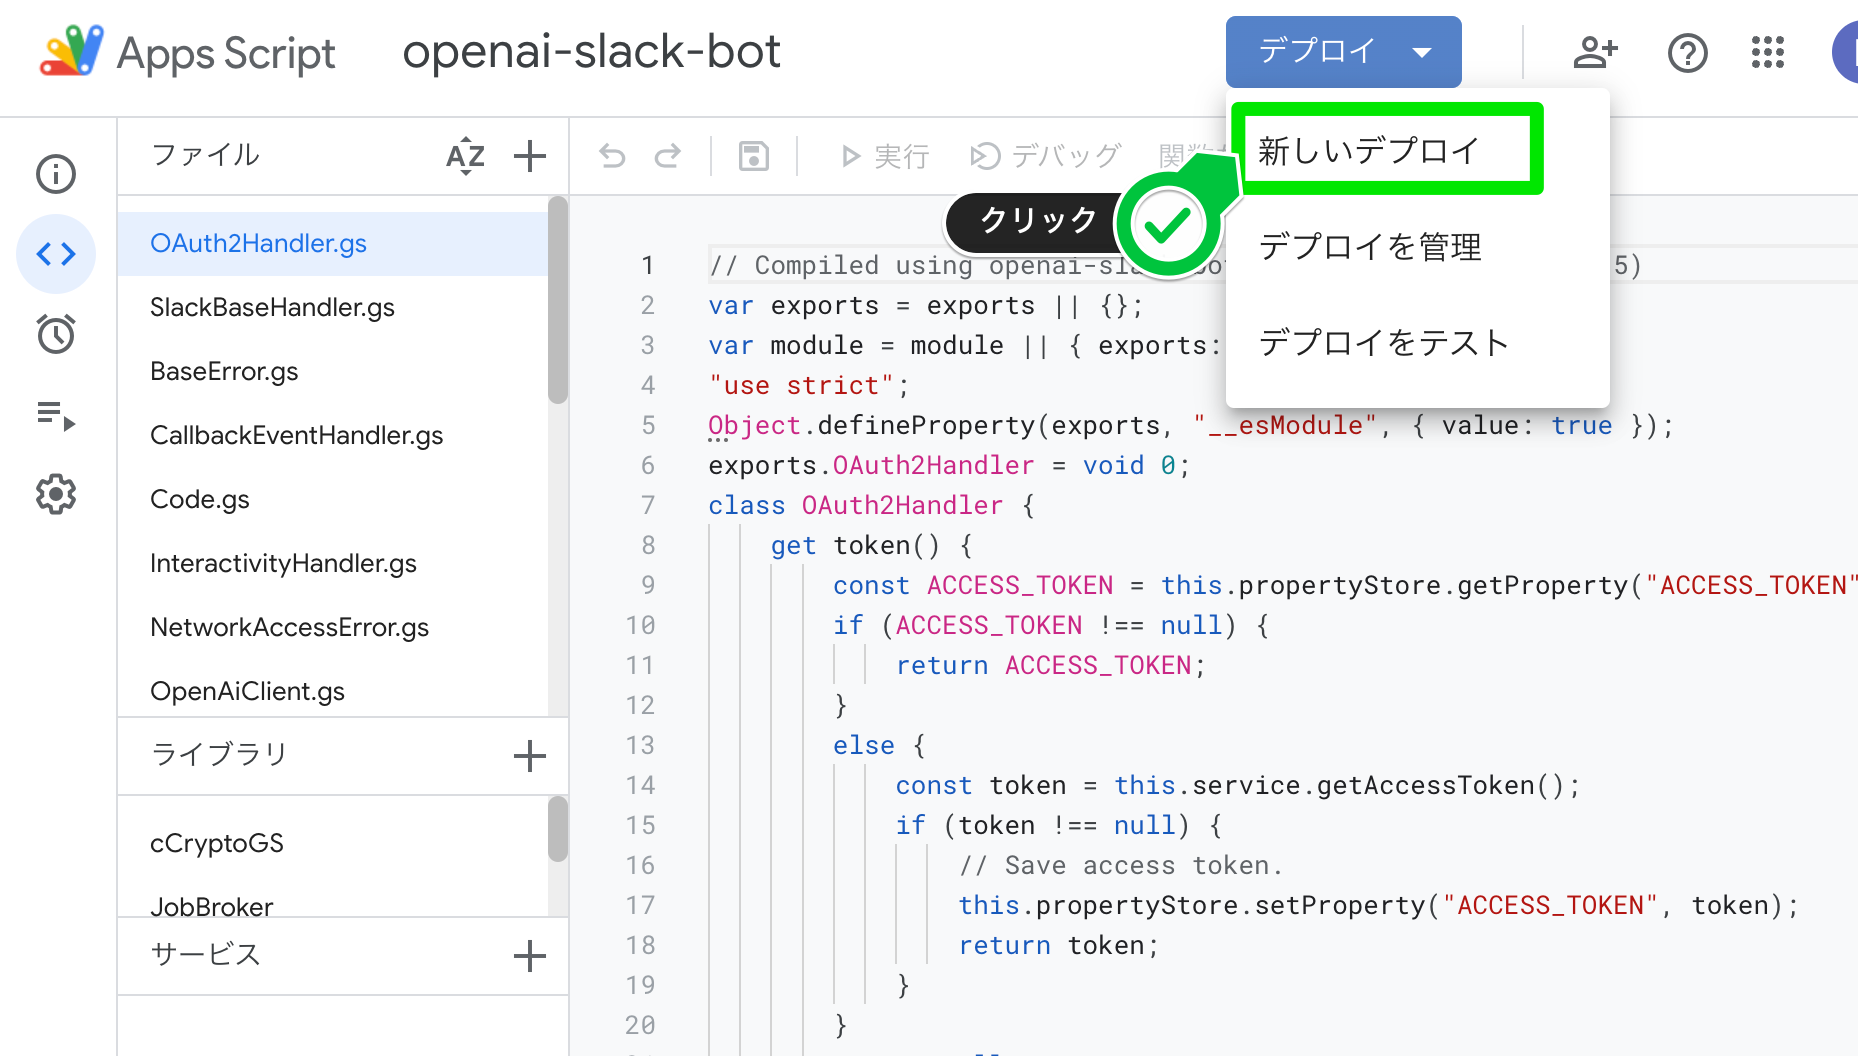 Apps Script
openai-slack-bot
デプロイ
新しいデプロイ
デプロイを管理
デプロイをテスト
クリック
ファイル
AZ
実行
デバッグ
関数
OAuth2Handler.gs
SlackBaseHandler.gs
BaseError.gs
CallbackEventHandler.gs
Code.gs
InteractivityHandler.gs
NetworkAccessError.gs
OpenAiClient.gs
ライブラリ
cCryptoGS
JobBroker
サービス
1 // Compiled using openai-sla 5)
2 var exports = exports || {};
3 var module = module || { exports:
4 "use strict";
5 Object.defineProperty(exports, "__esModule", { value: true });
6 exports.OAuth2Handler = void 0;
7 class OAuth2Handler {
8 get token() {
9 const ACCESS_TOKEN = this.propertyStore.getProperty("ACCESS_TOKEN"
10 if (ACCESS_TOKEN !== null) {
11 return ACCESS_TOKEN;
12 }
13 else {
14 const token = this.service.getAccessToken();
15 if (token !== null) {
16 // Save access token.
17 this.propertyStore.setProperty("ACCESS_TOKEN", token);
18 return token;
19 }
20 }